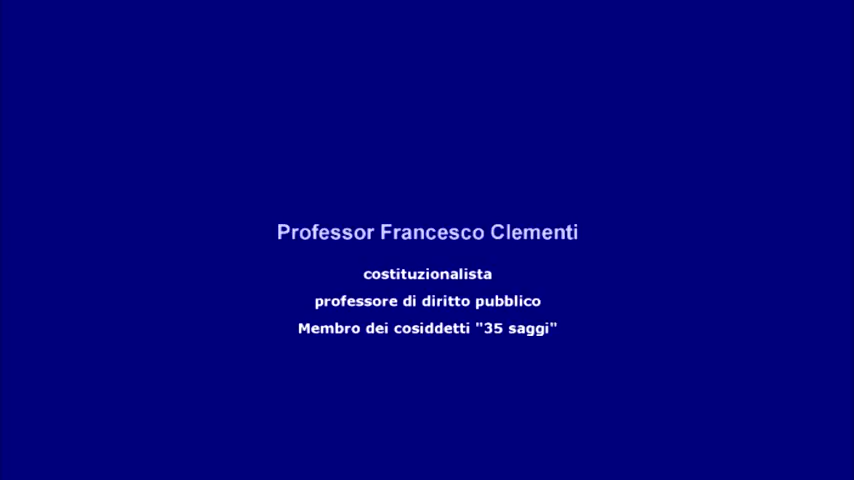 Professor Francesco Clementi
costituzionalista
professore di diritto pubblico
Membro dei cosiddetti "35 saggi"